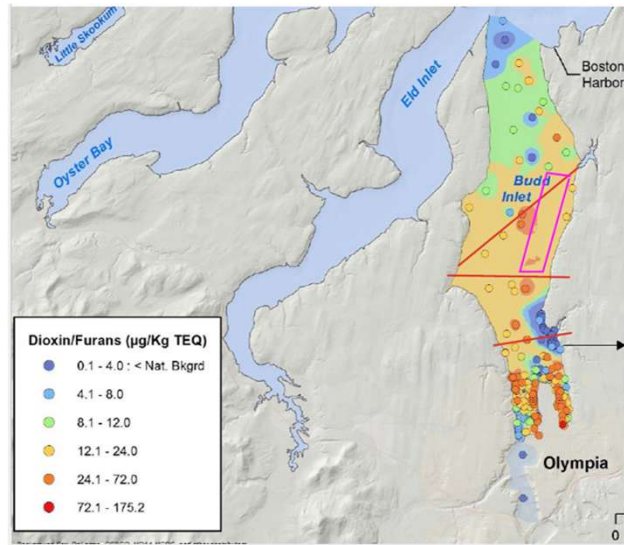 Little Skookum
Oyster Bay
Eld Inlet
Boston
Harbor
Budd
Inlet
Dioxin/Furans (µg/Kg TEQ)
0.1 - 4.0 : < Nat. Bkgrd
4.1 - 8.0
8.1 - 12.0
12.1 - 24.0
24.1 - 72.0
72.1 - 175.2
Olympia
0